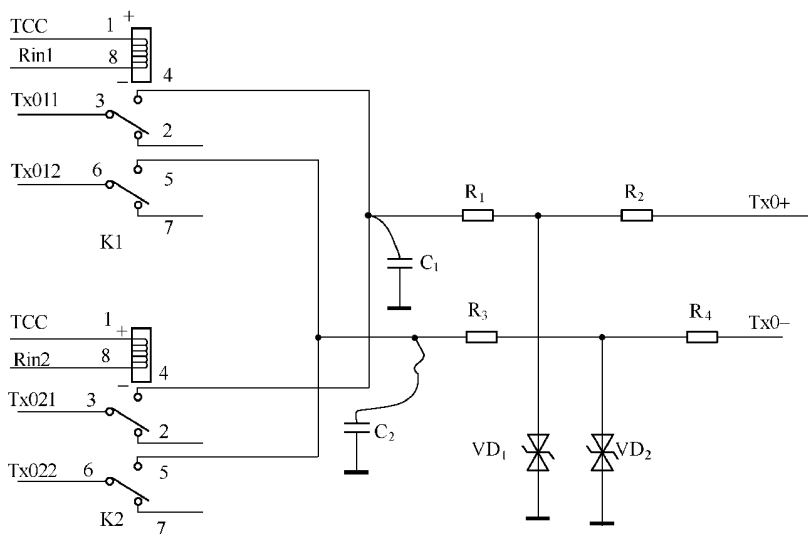 TCC 1 +
Rin1 8
− 4
Tx011 3
2
Tx012 6 5
7
K1
R1 R2 Tx0+
C1
R3 R4 Tx0−
TCC 1 +
Rin2 8
− 4
Tx021 3
2
C2
Tx022 6 5
VD1 VD2
K2 7